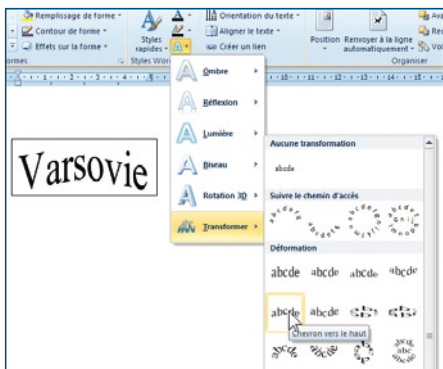 Remplissage de forme
Contour de forme
Effets sur la forme
Styles rapides
Styles Wor
Orientation du texte
Aligner le texte
Créer un lien
Position
Renvoyer à la ligne automatiquement
Organiser
Ombre
Réflexion
Lumière
Biseau
Rotation 3D
Transformer
Varsovie
Aucune transformation
abcde
Suivre le chemin d'accès
Déformation
abcde abcde abcde abcde
abcde abcde
Chevron vers le haut